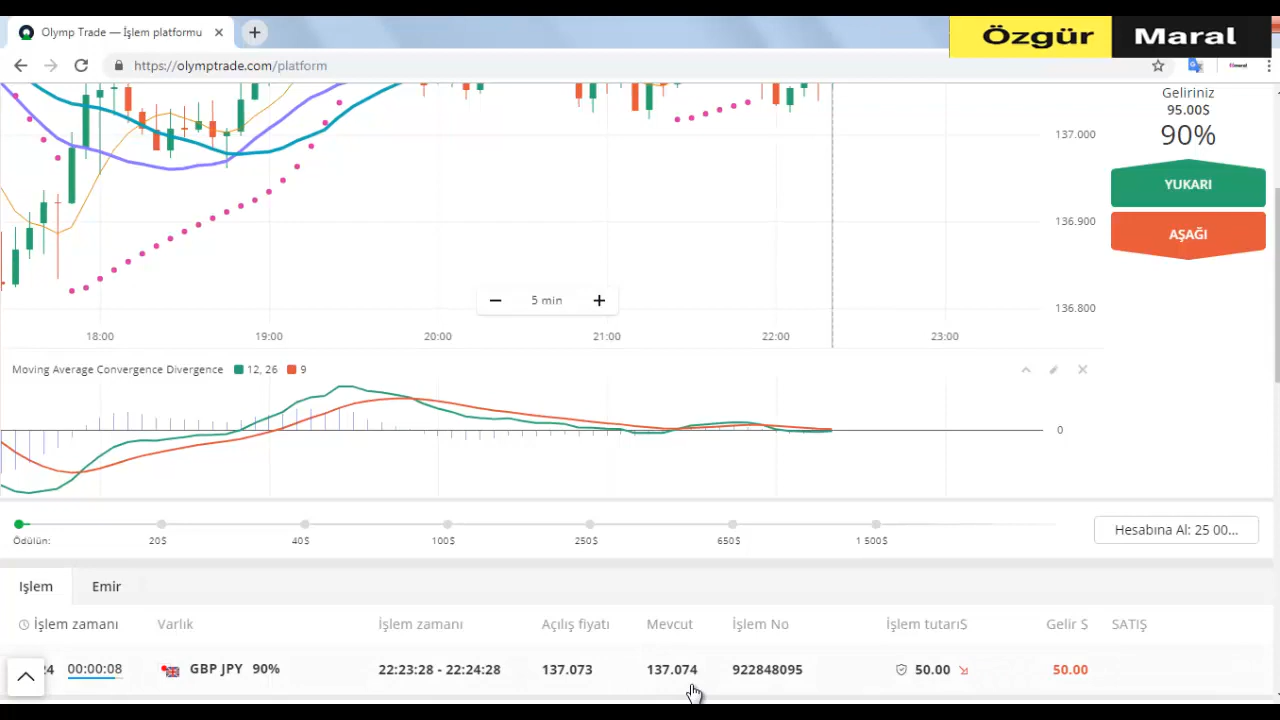 Olymp Trade — İşlem platformu
Özgür Maral
https://olymptrade.com/platform
Geliriniz
95.00$
90%
YUKARI
AŞAĞI
137.000
136.900
136.800
5 min
18:00 19:00 20:00 21:00 22:00 23:00
Moving Average Convergence Divergence 12, 26 9
0
Ödülün: 20$ 40$ 100$ 250$ 650$ 1 500$
Hesabına Al: 25 00...
Işlem Emir
İşlem zamanı Varlık İşlem zamanı Açılış fiyatı Mevcut İşlem No İşlem tutarı$ Gelir $ SATIŞ
24 00:00:08 GBP JPY 90% 22:23:28 - 22:24:28 137.073 137.074 922848095 50.00 50.00